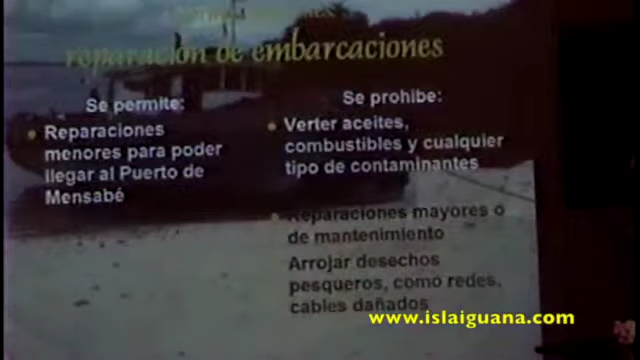 reparación de embarcaciones
Se permite:
Reparaciones
menores para poder
llegar al Puerto de
Mensabé
Se prohibe:
Verter aceites,
combustibles y cualquier
tipo de contaminantes
Reparaciones mayores o
de mantenimiento
Arrojar desechos
pesqueros, como redes,
cables dañados
www.islaiguana.com